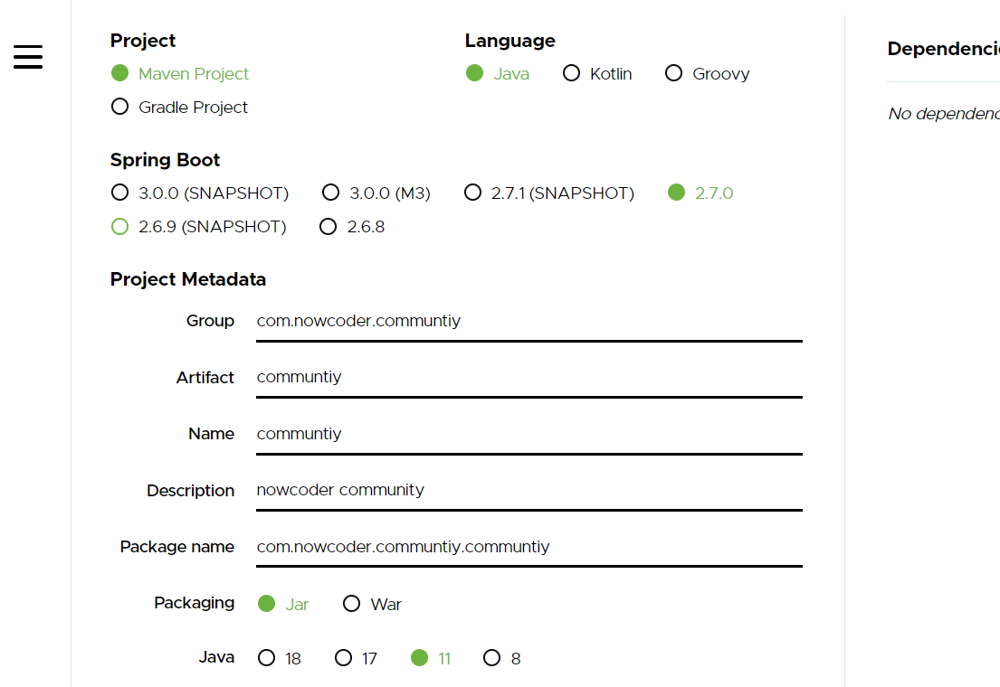 Project
Maven Project
Gradle Project
Language
Java Kotlin Groovy
Spring Boot
3.0.0 (SNAPSHOT) 3.0.0 (M3) 2.7.1 (SNAPSHOT) 2.7.0
2.6.9 (SNAPSHOT) 2.6.8
Project Metadata
Group com.nowcoder.communtiy
Artifact communtiy
Name communtiy
Description nowcoder community
Package name com.nowcoder.communtiy.communtiy
Packaging Jar War
Java 18 17 11 8
Dependenci
No dependenc